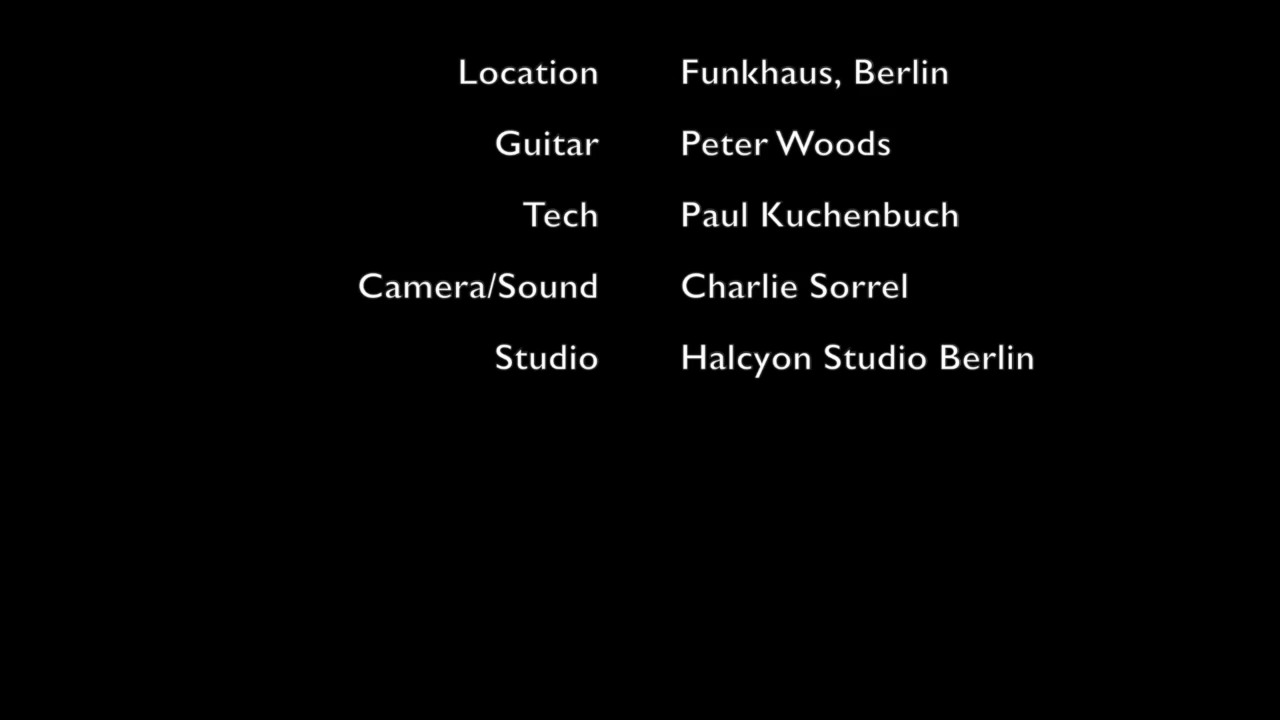 Location Funkhaus, Berlin
Guitar Peter Woods
Tech Paul Kuchenbuch
Camera/Sound Charlie Sorrel
Studio Halcyon Studio Berlin